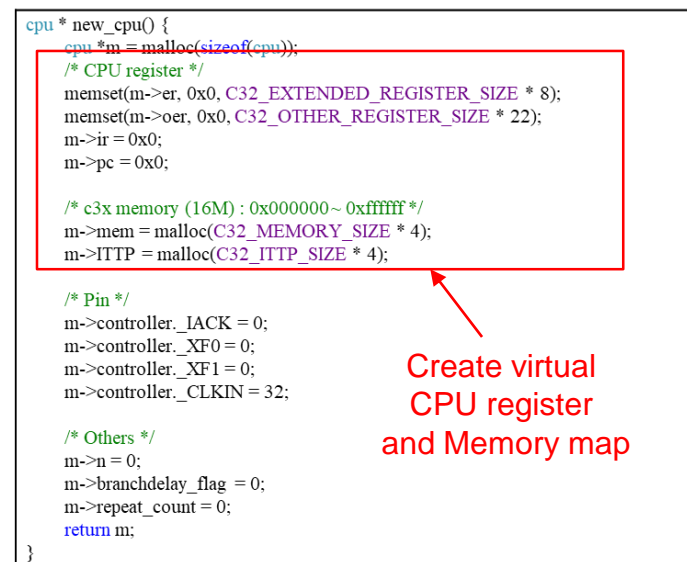 cpu * new_cpu() {
cpu *m = malloc(sizeof(cpu));
/* CPU register */
memset(m->er, 0x0, C32_EXTENDED_REGISTER_SIZE * 8);
memset(m->oer, 0x0, C32_OTHER_REGISTER_SIZE * 22);
m->ir = 0x0;
m->pc = 0x0;
/* c3x memory (16M) : 0x000000~ 0xffffff */
m->mem = malloc(C32_MEMORY_SIZE * 4);
m->ITTP = malloc(C32_ITTP_SIZE * 4);
/* Pin */
m->controller._IACK = 0;
m->controller._XF0 = 0;
m->controller._XF1 = 0;
m->controller._CLKIN = 32;
/* Others */
m->n = 0;
m->branchdelay_flag = 0;
m->repeat_count = 0;
return m;
}
Create virtual
CPU register
and Memory map